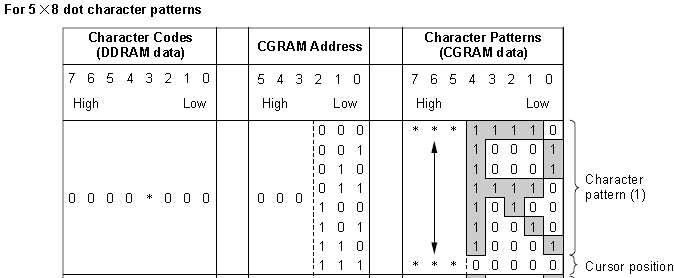 For 5 × 8 dot character patterns
Character Codes (DDRAM data) CGRAM Address Character Patterns (CGRAM data)
7 6 5 4 3 2 1 0 5 4 3 2 1 0 7 6 5 4 3 2 1 0
High Low High Low High Low
0 0 0 * * * 1 1 1 1 0
0 0 1 1 0 0 0 1
0 1 0 1 0 0 0 1
0 1 1 1 1 1 1 0
0 0 0 0 * 0 0 0 0 0 0 1 0 0 1 0 1 0 0
1 0 1 1 0 0 1 0
1 1 0 1 0 0 0 1
1 1 1 * * * 0 0 0 0 0
Character pattern (1)
Cursor position